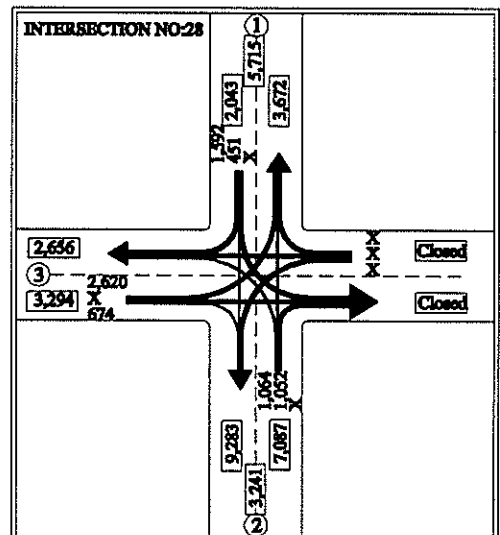 INTERSECTION NO:28
1
5,715
2,043
3,672
1,592
451
X
2,656
X
X
X
Closed
3
3,294
2,620
X
674
Closed
1,064
1,052
X
9,283
7,087
3,241
2